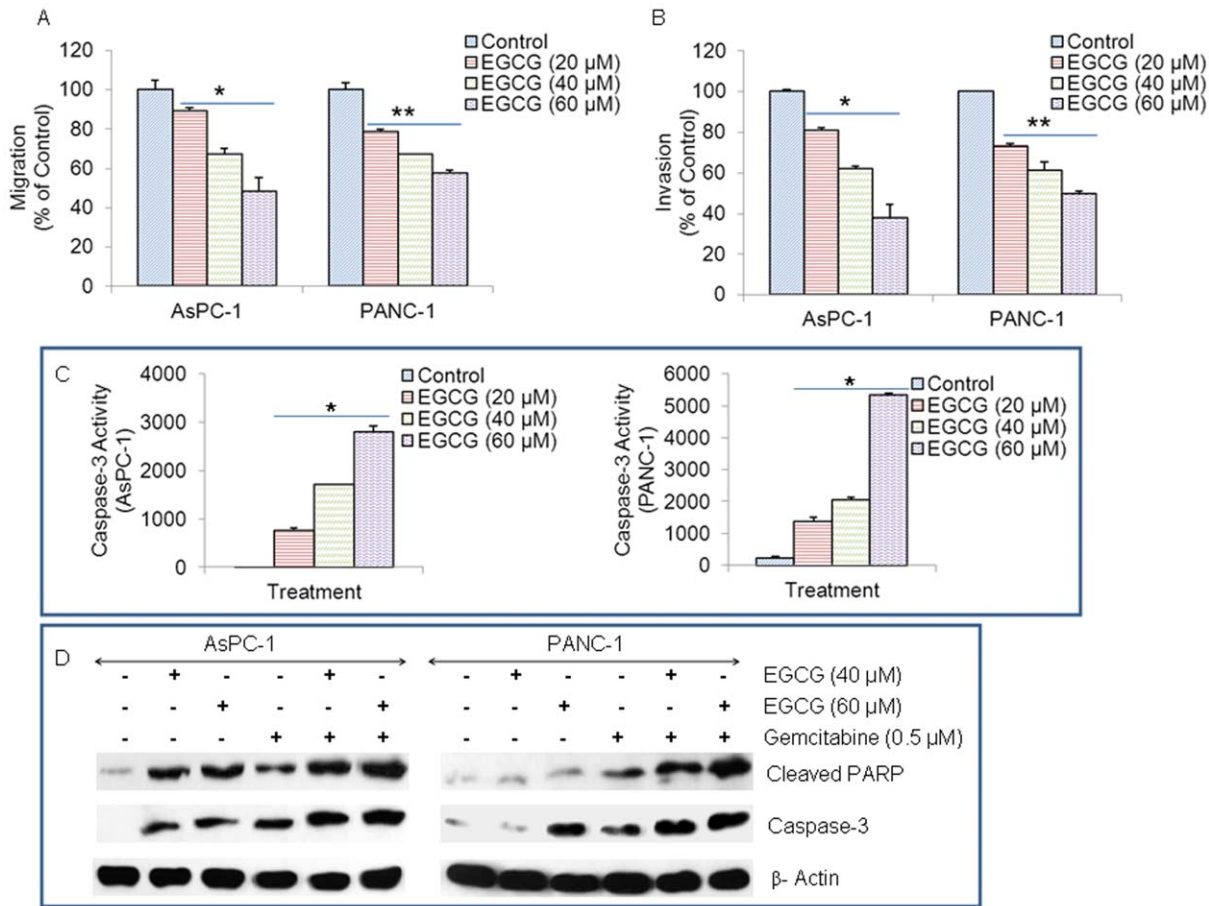 A
Control
EGCG (20 µM)
EGCG (40 µM)
EGCG (60 µM)
Migration
(% of Control)
120
100
80
60
40
20
0
*
**
AsPC-1
PANC-1
B
Control
EGCG (20 µM)
EGCG (40 µM)
EGCG (60 µM)
Invasion
(% of Control)
120
100
80
60
40
20
0
*
**
AsPC-1
PANC-1
C
Caspase-3 Activity
(AsPC-1)
4000
3000
2000
1000
0
*
Control
EGCG (20 µM)
EGCG (40 µM)
EGCG (60 µM)
Treatment
Caspase-3 Activity
(PANC-1)
6000
5000
4000
3000
2000
1000
0
*
Control
EGCG (20 µM)
EGCG (40 µM)
EGCG (60 µM)
Treatment
D
AsPC-1 PANC-1
- + - - + - - + - - + - EGCG (40 µM)
- - + - - + - - + - - + EGCG (60 µM)
- - - + + + - - - + + + Gemcitabine (0.5 µM)
Cleaved PARP
Caspase-3
β- Actin